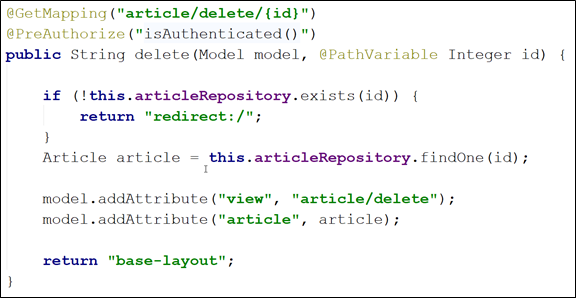 @GetMapping("article/delete/{id}")
@PreAuthorize("isAuthenticated()")
public String delete(Model model, @PathVariable Integer id) {
if (!this.articleRepository.exists(id)) {
return "redirect:/";
}
Article article = this.articleRepository.findOne(id);
model.addAttribute("view", "article/delete");
model.addAttribute("article", article);
return "base-layout";
}